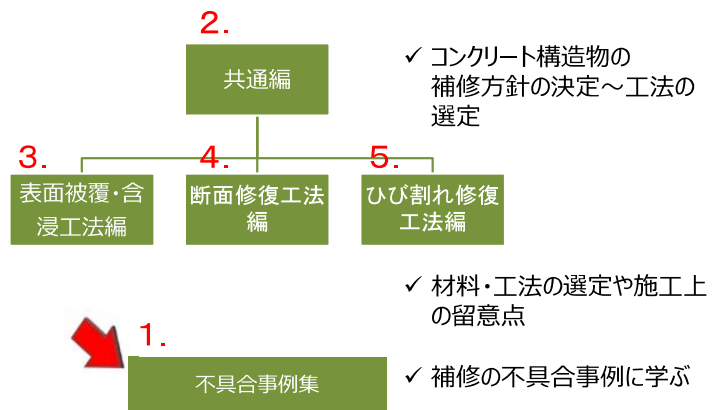 2.
共通編
✓ コンクリート構造物の
補修方針の決定~工法の
選定
3.
4.
5.
表面被覆・含
浸工法編
断面修復工法
編
ひび割れ修復
工法編
✓ 材料・工法の選定や施工上
の留意点
1.
不具合事例集
✓ 補修の不具合事例に学ぶ